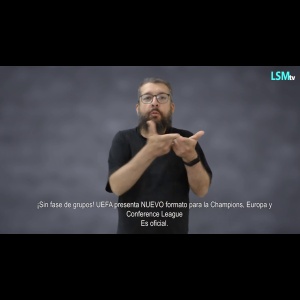 LSMtv
¡Sin fase de grupos! UEFA presenta NUEVO formato para la Champions, Europa y
Conference League
Es oficial.